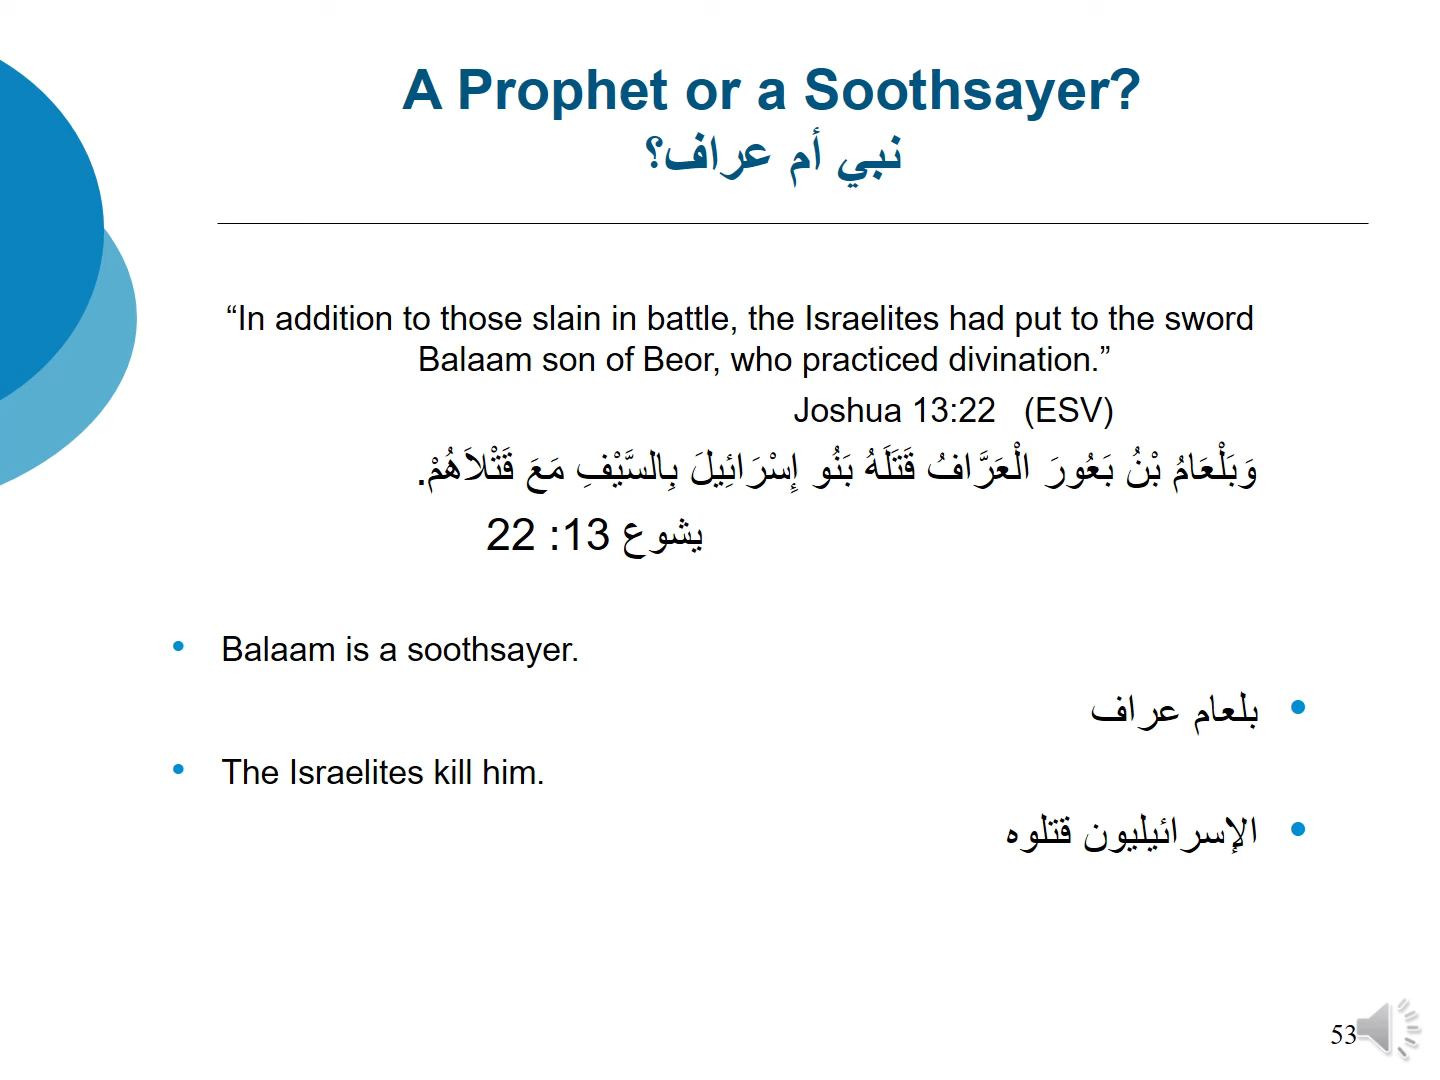 A Prophet or a Soothsayer?
نبي أم عراف؟
“In addition to those slain in battle, the Israelites had put to the sword
Balaam son of Beor, who practiced divination.”
Joshua 13:22 (ESV)
وَبَلْعَامُ بْنُ بَعُورَ الْعَرَّافُ قَتَلَهُ بَنُو إِسْرَائِيلَ بِالسَّيْفِ مَعَ قَتْلاَهُمْ.
يشوع 13: 22
• Balaam is a soothsayer.
• بلعام عراف
• The Israelites kill him.
• الإسرائيليون قتلوه
53